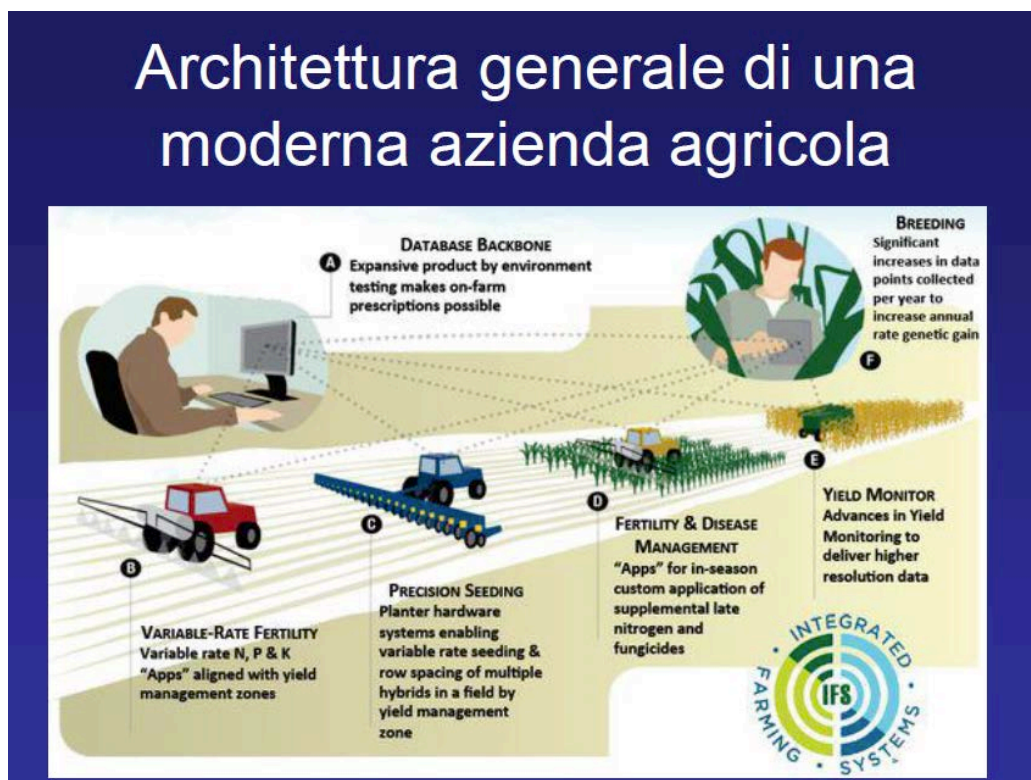 Architettura generale di una
moderna azienda agricola
DATABASE BACKBONE
A Expansive product by environment
testing makes on-farm
prescriptions possible
BREEDING
Significant
increases in data
points collected
per year to
increase annual
rate genetic gain
F
B
VARIABLE-RATE FERTILITY
Variable rate N, P & K
“Apps” aligned with yield
management zones
C
PRECISION SEEDING
Planter hardware
systems enabling
variable rate seeding &
row spacing of multiple
hybrids in a field by
yield management
zone
D
FERTILITY & DISEASE
MANAGEMENT
“Apps” for in-season
custom application of
supplemental late
nitrogen and
fungicides
E
YIELD MONITOR
Advances in Yield
Monitoring to
deliver higher
resolution data
INTEGRATED
FARMING
SYSTEMS
IFS